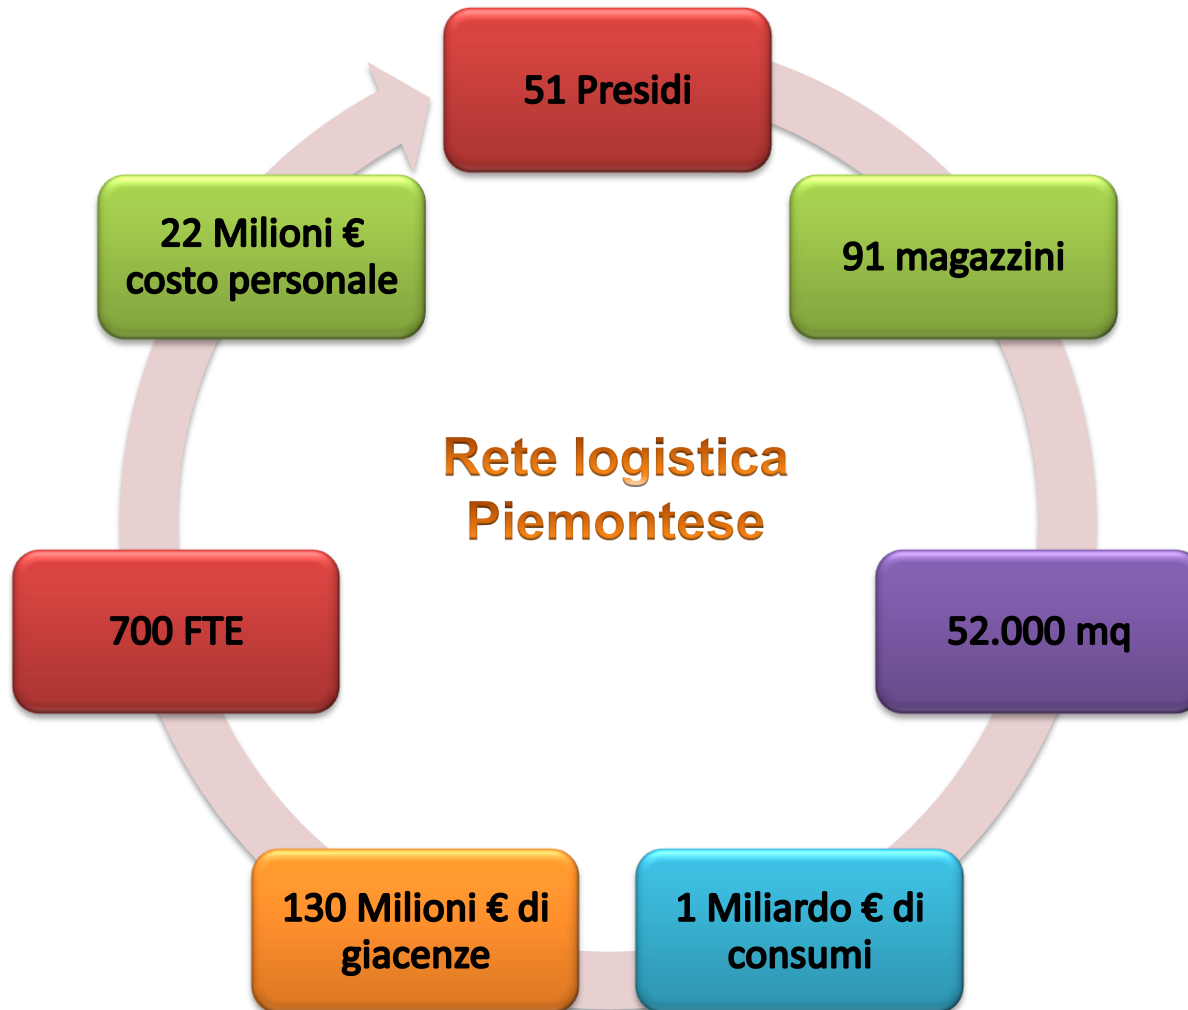 51 Presidi
91 magazzini
52.000 mq
1 Miliardo € di
consumi
130 Milioni € di
giacenze
700 FTE
22 Milioni €
costo personale
Rete logistica
Piemontese